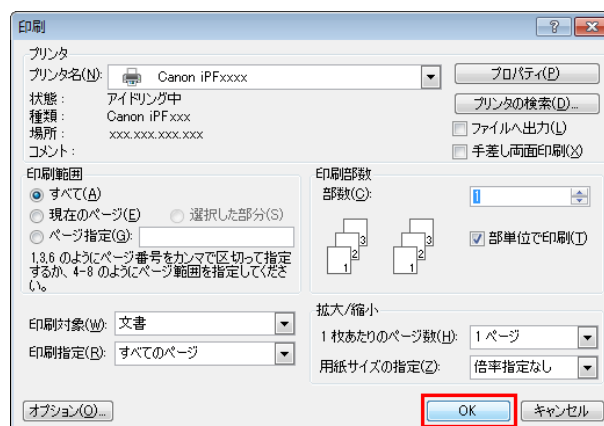 印刷
プリンタ
プリンタ名(N): Canon iPFxxxx プロパティ(P)
状態: アイドリング中 プリンタの検索(D)...
種類: Canon iPFxxx
場所: xxx.xxx.xxx.xxx ファイルへ出力(L)
コメント: 手差し両面印刷(X)
印刷範囲 印刷部数
すべて(A) 部数(C): 1
現在のページ(E) 選択した部分(S)
ページ指定(G): 部単位で印刷(T)
1,3,6 のようにページ番号をカンマで区切って指定
するか、4-8 のようにページ範囲を指定してくださ
い。
3 3
2 2
1 1
拡大/縮小
印刷対象(W): 文書 1 枚あたりのページ数(H): 1 ページ
印刷指定(R): すべてのページ 用紙サイズの指定(Z): 倍率指定なし
オプション(O)... OK キャンセル